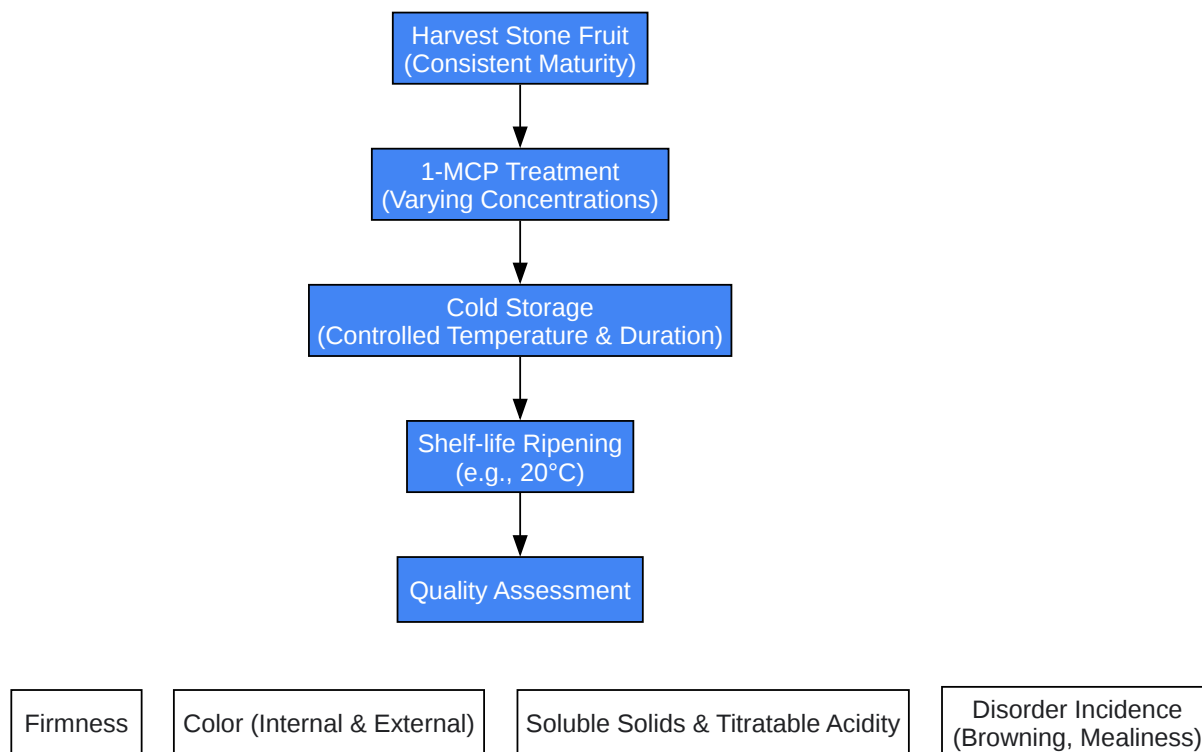 Harvest Stone Fruit
(Consistent Maturity)
1-MCP Treatment
(Varying Concentrations)
Cold Storage
(Controlled Temperature & Duration)
Shelf-life Ripening
(e.g., 20°C)
Quality Assessment
Firmness
Color (Internal & External)
Soluble Solids & Titratable Acidity
Disorder Incidence
(Browning, Mealiness)